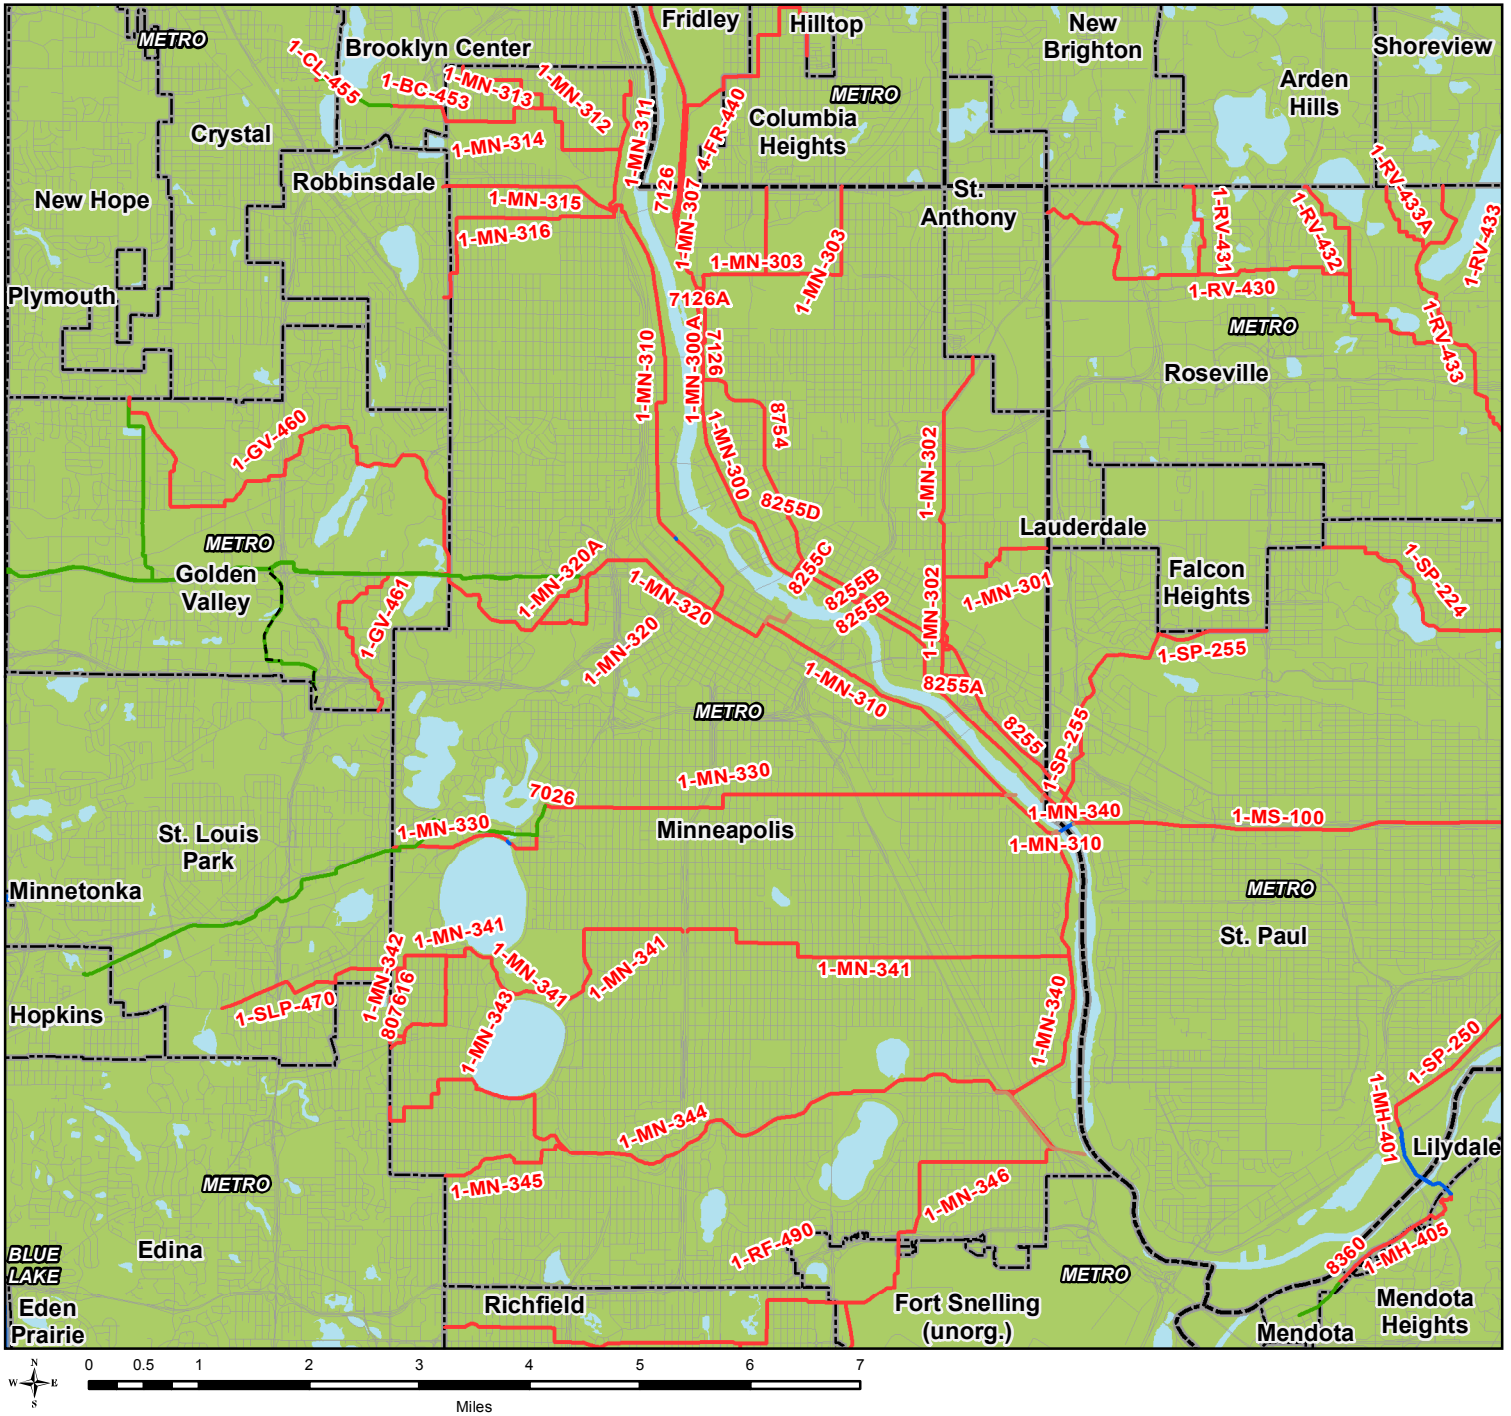 Fridley
Hilltop
New
Brighton
Shoreview
METRO
Brooklyn Center
1-CL-455
1-BC-453
1-MN-313
1-MN-312
1-MN-311
4-FR-440
METRO
Columbia
Heights
Arden
Hills
Crystal
1-MN-314
Robbinsdale
New Hope
1-MN-315
1-MN-316
7126
1-MN-307
St.
Anthony
1-RV-431
1-RV-432
1-RV-433A
1-RV-433
1-MN-303
1-MN-303
1-RV-430
Plymouth
7126A
METRO
1-MN-310
1-MN-300A
7126
1-RV-433
Roseville
8754
1-GV-460
1-MN-300
1-MN-302
8255D
Lauderdale
METRO
Golden
Valley
1-MN-320A
1-MN-320
8255C
8255B
8255B
1-MN-302
1-MN-301
Falcon
Heights
1-SP-224
1-GV-461
1-MN-320
1-SP-255
8255A
1-MN-310
METRO
8255
1-SP-255
7026
1-MN-330
1-MN-330
Minneapolis
1-MN-340
1-MN-310
1-MS-100
St. Louis
Park
Minnetonka
METRO
St. Paul
1-MN-342
1-MN-341
1-MN-341
1-MN-341
1-MN-341
807616
1-SLP-470
Hopkins
1-MN-343
1-MN-340
1-SP-250
1-MH-401
Lilydale
1-MN-344
METRO
1-MN-345
1-MN-346
1-RF-490
BLUE
LAKE
Edina
METRO
8360
1-MH-405
Eden
Prairie
Richfield
Fort Snelling
(unorg.)
Mendota
Mendota
Heights
N
W E
S
0 0.5 1 2 3 4 5 6 7
Miles